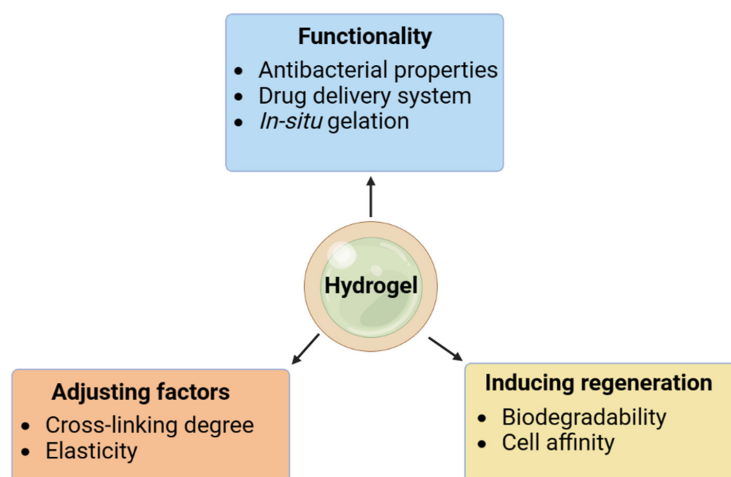 Functionality
• Antibacterial properties
• Drug delivery system
• In-situ gelation
Hydrogel
Adjusting factors
• Cross-linking degree
• Elasticity
Inducing regeneration
• Biodegradability
• Cell affinity